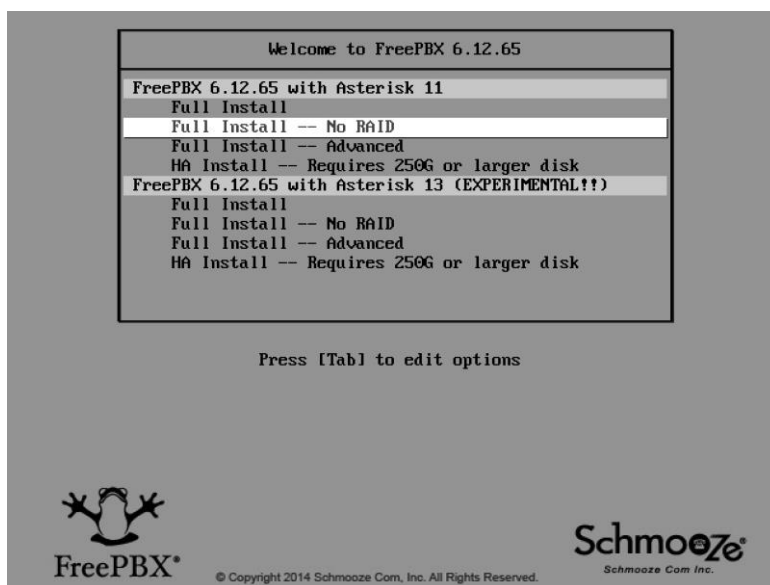 Welcome to FreePBX 6.12.65
FreePBX 6.12.65 with Asterisk 11
Full Install
Full Install -- No RAID
Full Install -- Advanced
HA Install -- Requires 250G or larger disk
FreePBX 6.12.65 with Asterisk 13 (EXPERIMENTAL!!)
Full Install
Full Install -- No RAID
Full Install -- Advanced
HA Install -- Requires 250G or larger disk
Press [Tab] to edit options
FreePBX®
© Copyright 2014 Schmooze Com, Inc. All Rights Reserved.
Schmooze®
Schmooze Com Inc.